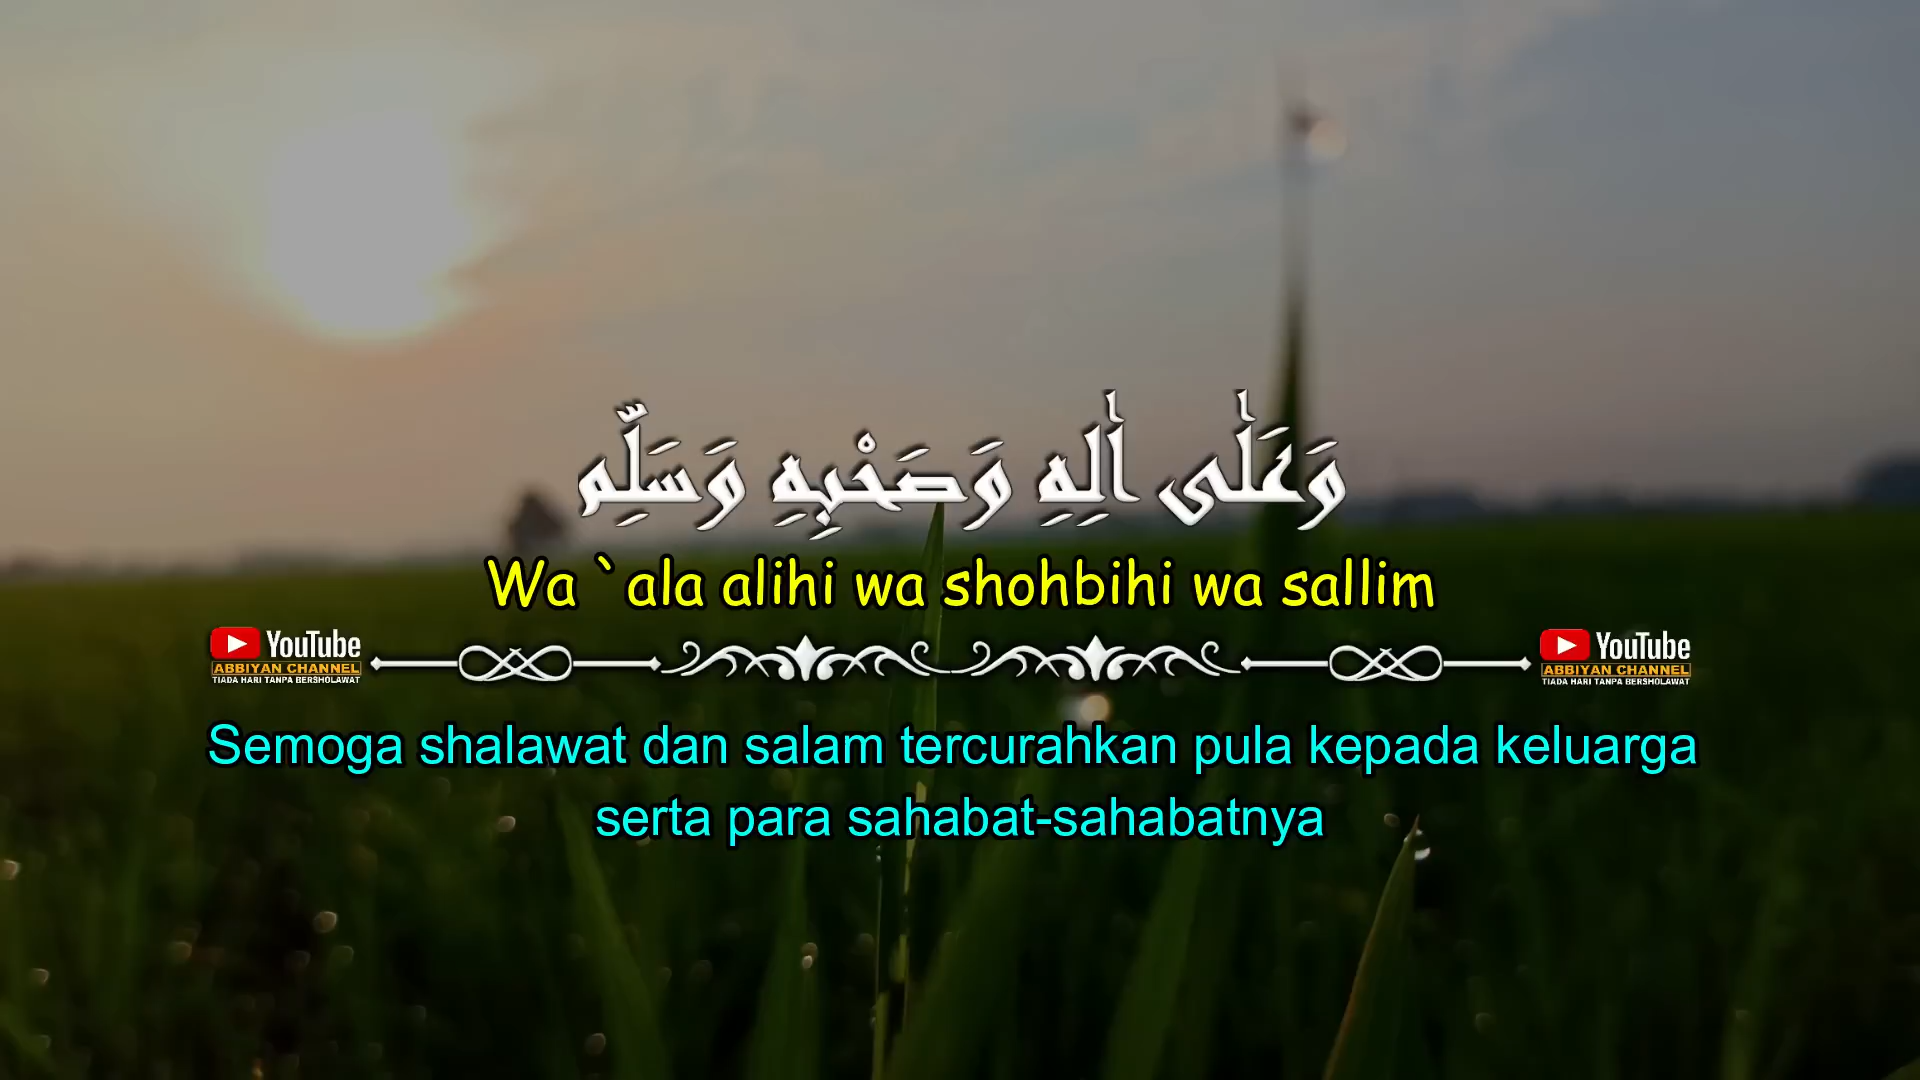 وَعَلٰى اٰلِهِ وَصَحْبِهِ وَسَلِّم
Wa `ala alihi wa shohbihi wa sallim
YouTube
ABBIYAN CHANNEL
TIADA HARI TANPA BERSHOLAWAT
YouTube
ABBIYAN CHANNEL
TIADA HARI TANPA BERSHOLAWAT
Semoga shalawat dan salam tercurahkan pula kepada keluarga
serta para sahabat-sahabatnya